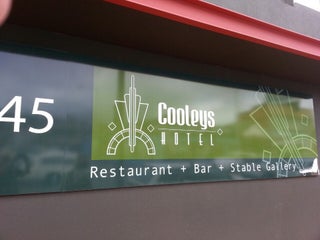 45
Cooleys
HOTEL
Restaurant + Bar + Stable Gallery